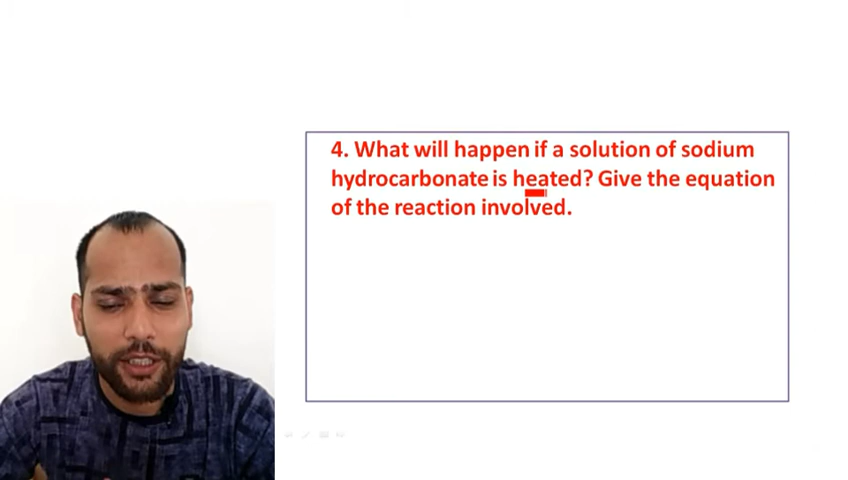 4. What will happen if a solution of sodium
hydrocarbonate is heated? Give the equation
of the reaction involved.